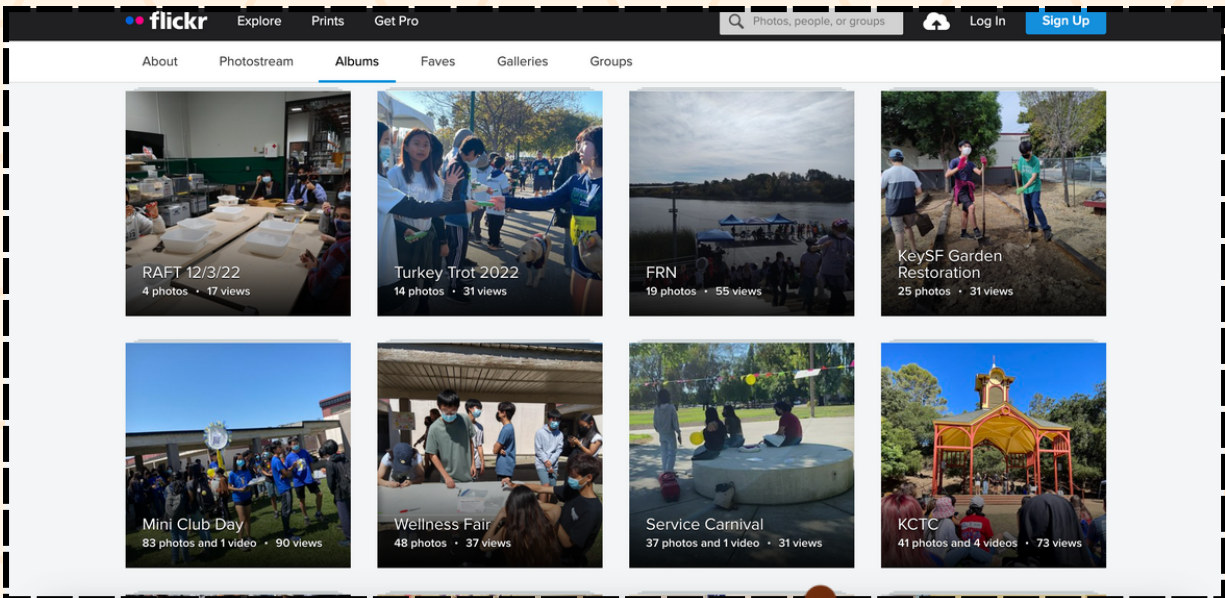 flickr Explore Prints Get Pro Photos, people, or groups Log In Sign Up
About Photostream Albums Faves Galleries Groups
RAFT 12/3/22
4 photos • 17 views
Turkey Trot 2022
14 photos • 31 views
FRN
19 photos • 55 views
KeySF Garden
Restoration
25 photos • 31 views
Mini Club Day
83 photos and 1 video • 90 views
Wellness Fair
48 photos • 37 views
Service Carnival
37 photos and 1 video • 31 views
KCTC
41 photos and 4 videos • 73 views